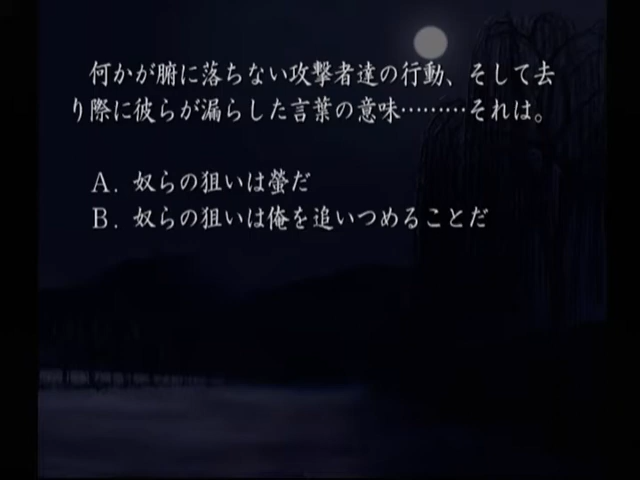 何かが腑に落ちない攻撃者達の行動、そして去
り際に彼らが漏らした言葉の意味………それは。
A．奴らの狙いは螢だ
B．奴らの狙いは俺を追いつめることだ